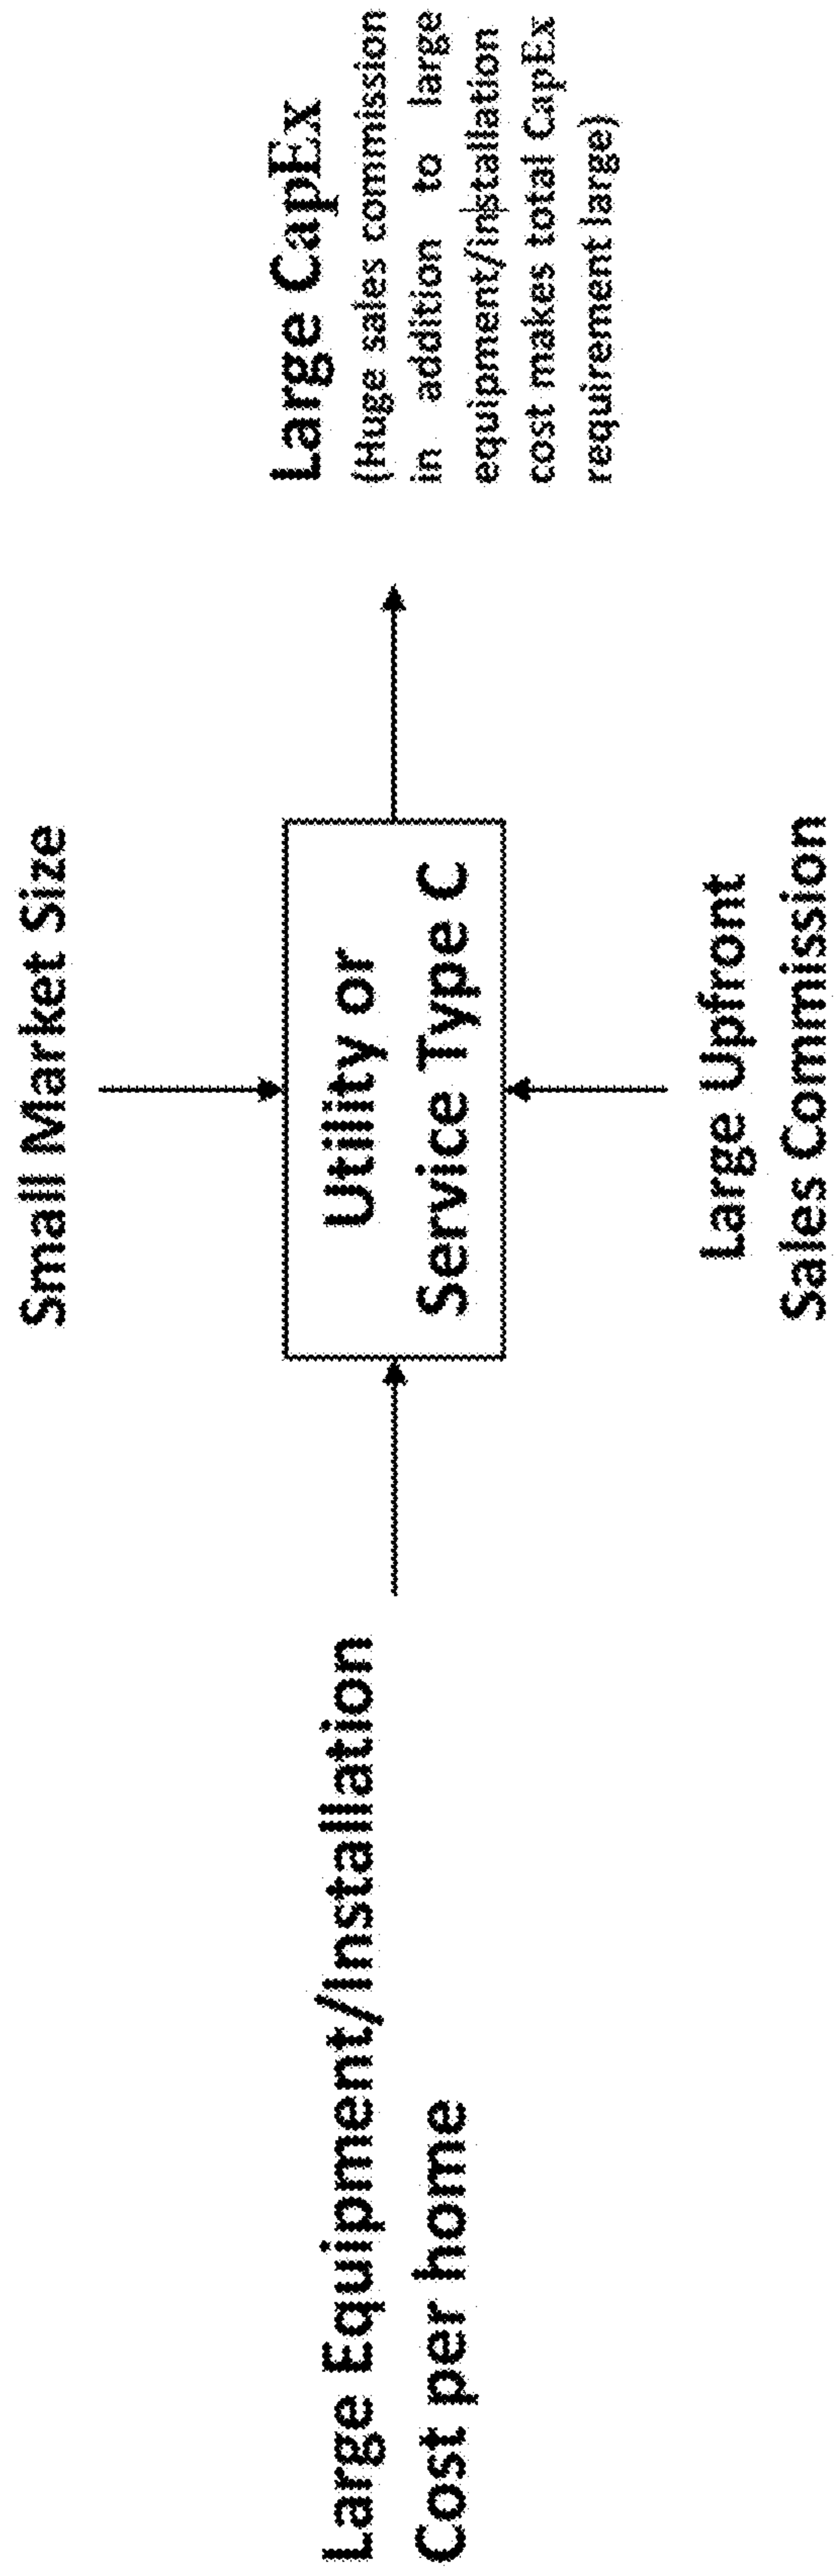 Small Market Size
Large Equipment/Installation
Cost per home
Utility or
Service Type C
Large CapEx
(Huge sales commission
in addition to large
equipment/installation
cost makes total CapEx
requirement large)
Large Upfront
Sales Commission